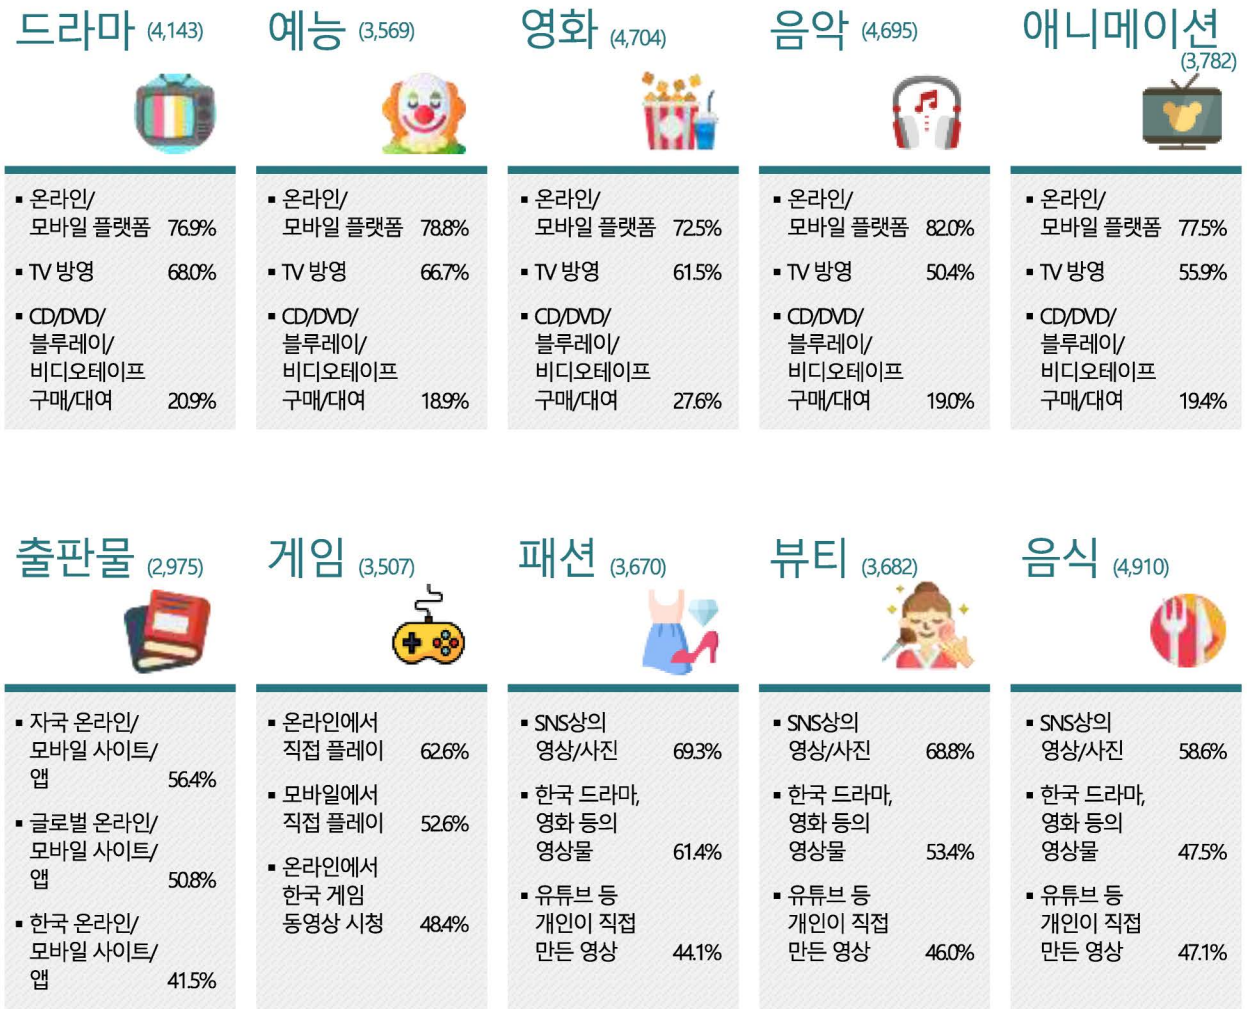 드라마 (4,143)
▪ 온라인/
모바일 플랫폼 76.9%
▪ TV 방영 68.0%
▪ CD/DVD/
블루레이/
비디오테이프
구매/대여 20.9%
예능 (3,569)
▪ 온라인/
모바일 플랫폼 78.8%
▪ TV 방영 66.7%
▪ CD/DVD/
블루레이/
비디오테이프
구매/대여 18.9%
영화 (4,704)
▪ 온라인/
모바일 플랫폼 72.5%
▪ TV 방영 61.5%
▪ CD/DVD/
블루레이/
비디오테이프
구매/대여 27.6%
음악 (4,695)
▪ 온라인/
모바일 플랫폼 82.0%
▪ TV 방영 50.4%
▪ CD/DVD/
블루레이/
비디오테이프
구매/대여 19.0%
애니메이션
(3,782)
▪ 온라인/
모바일 플랫폼 77.5%
▪ TV 방영 55.9%
▪ CD/DVD/
블루레이/
비디오테이프
구매/대여 19.4%
출판물 (2,975)
▪ 자국 온라인/
모바일 사이트/
앱 56.4%
▪ 글로벌 온라인/
모바일 사이트/
앱 50.8%
▪ 한국 온라인/
모바일 사이트/
앱 41.5%
게임 (3,507)
▪ 온라인에서
직접 플레이 62.6%
▪ 모바일에서
직접 플레이 52.6%
▪ 온라인에서
한국 게임
동영상 시청 48.4%
패션 (3,670)
▪ SNS상의
영상/사진 69.3%
▪ 한국 드라마,
영화 등의
영상물 61.4%
▪ 유튜브 등
개인이 직접
만든 영상 44.1%
뷰티 (3,682)
▪ SNS상의
영상/사진 68.8%
▪ 한국 드라마,
영화 등의
영상물 53.4%
▪ 유튜브 등
개인이 직접
만든 영상 46.0%
음식 (4,910)
▪ SNS상의
영상/사진 58.6%
▪ 한국 드라마,
영화 등의
영상물 47.5%
▪ 유튜브 등
개인이 직접
만든 영상 47.1%